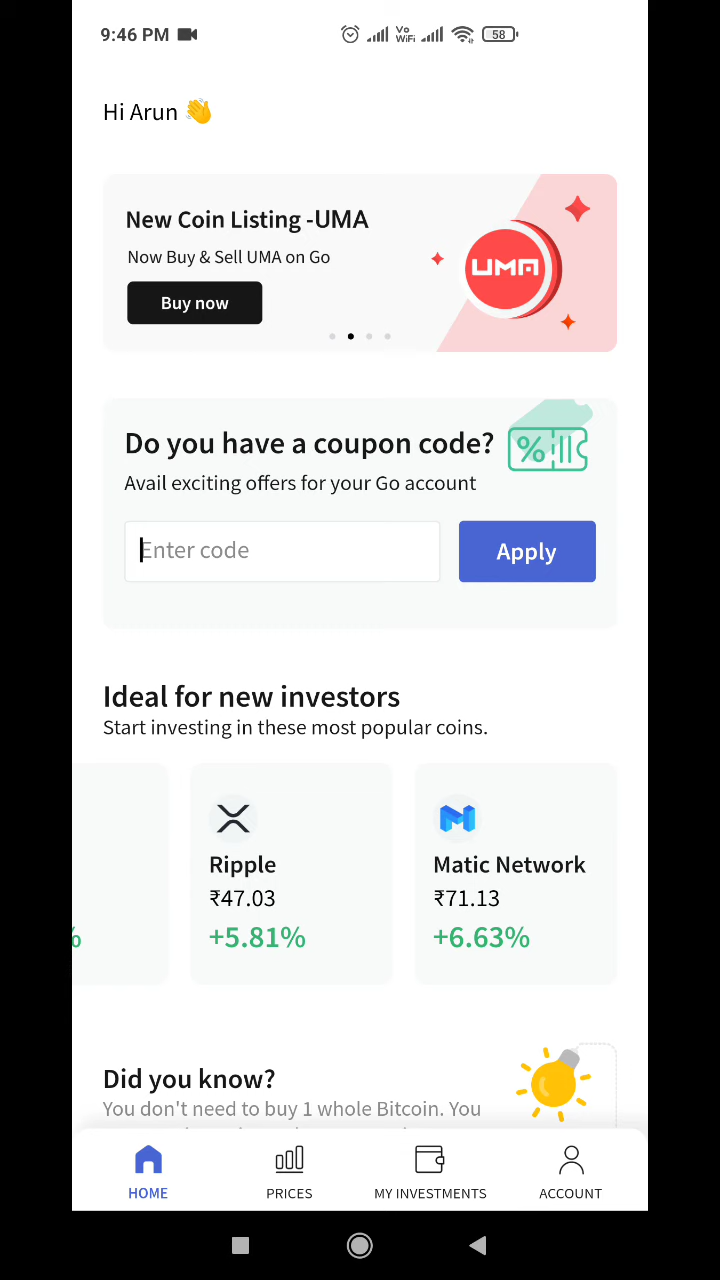 9:46 PM
Vo
WiFi
58
Hi Arun 👋
New Coin Listing -UMA
Now Buy & Sell UMA on Go
Buy now
UMA
Do you have a coupon code?
%
Avail exciting offers for your Go account
Enter code
Apply
Ideal for new investors
Start investing in these most popular coins.
%
Ripple
₹47.03
+5.81%
Matic Network
₹71.13
+6.63%
Did you know?
You don't need to buy 1 whole Bitcoin. You
HOME
PRICES
MY INVESTMENTS
ACCOUNT